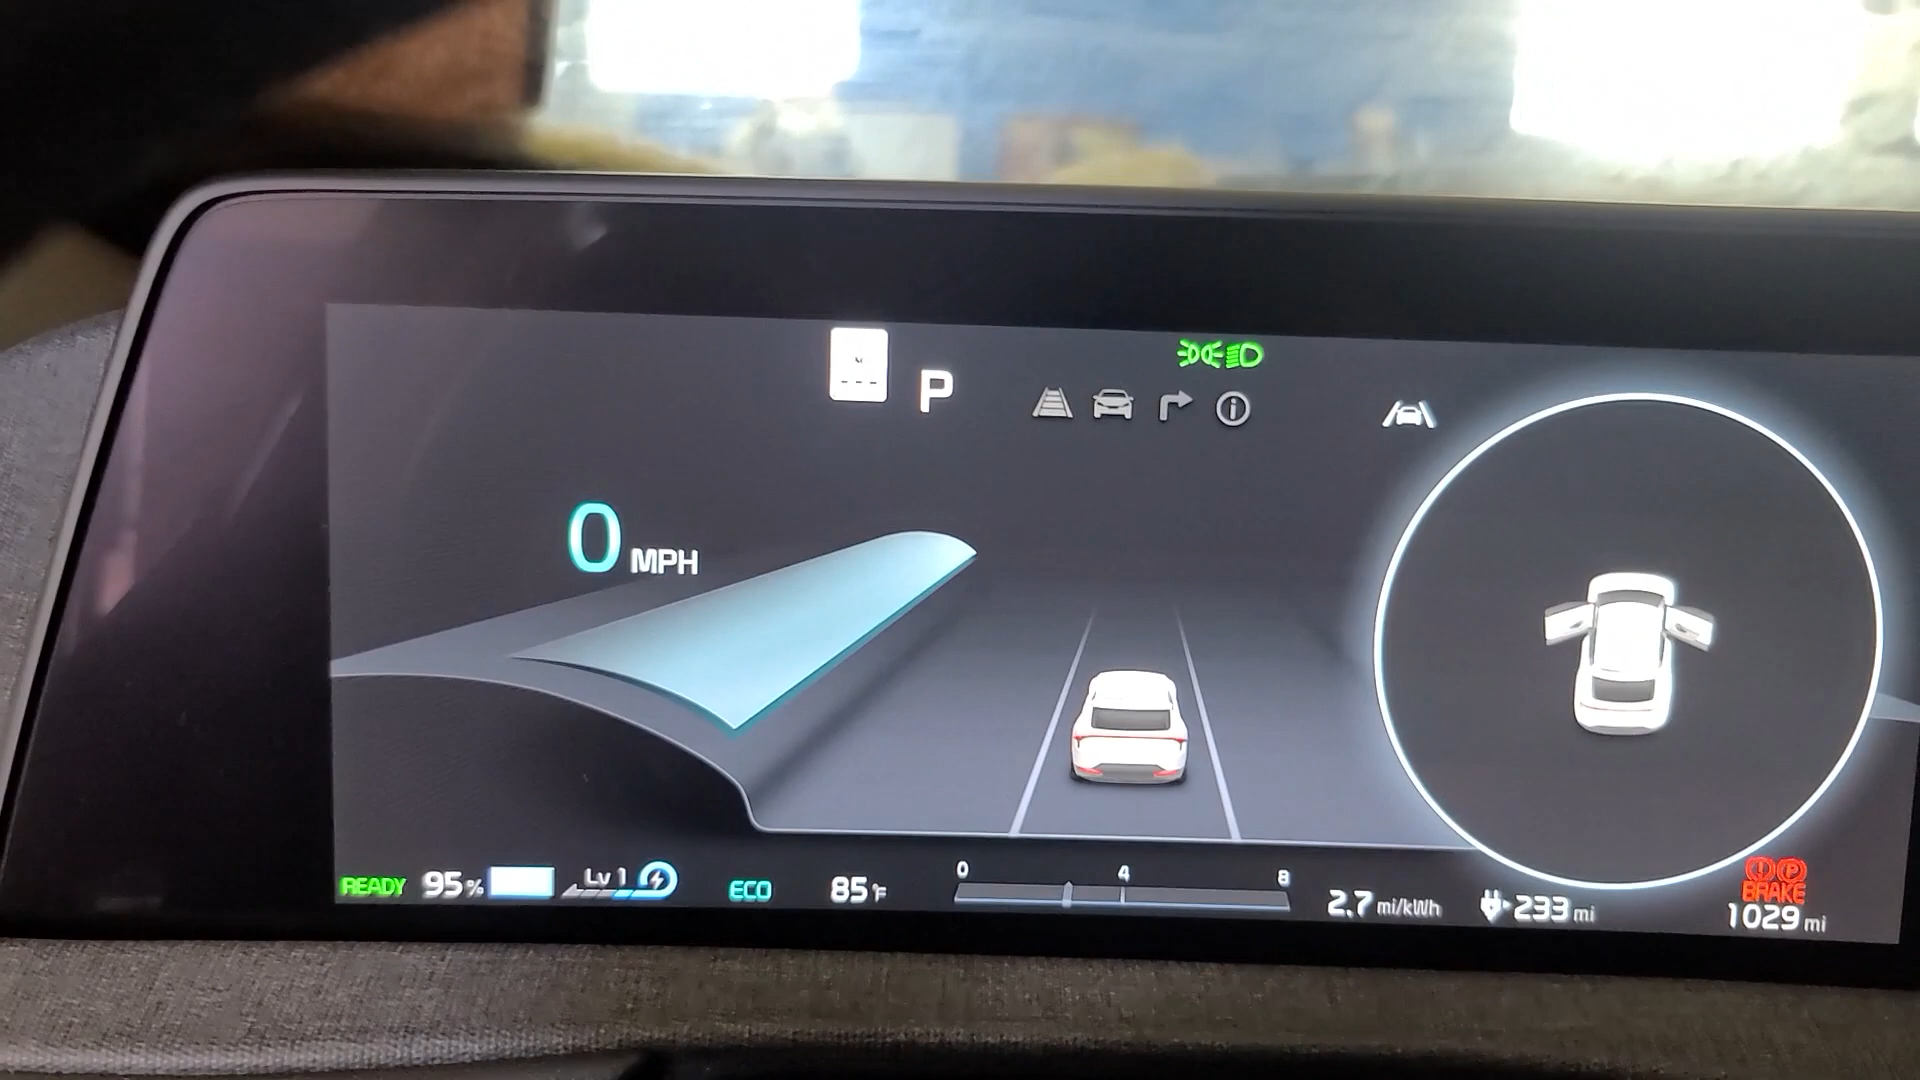 P
0 MPH
0 4 8
READY 95% Lv 1 ECO 85°F 2.7 mi/kWh 233 mi
BRAKE
1029 mi